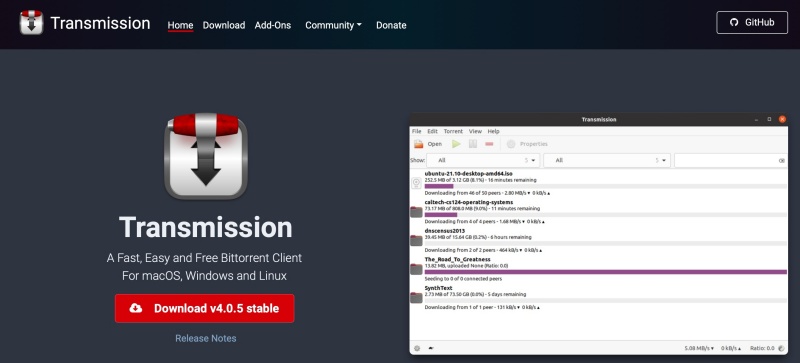 Transmission
Home Download Add-Ons Community Donate
GitHub
Transmission
A Fast, Easy and Free Bittorrent Client
For macOS, Windows and Linux
Download v4.0.5 stable
Release Notes
Transmission
File Edit Torrent View Help
Open Properties
Show: All 5 All 5
ubuntu-21.10-desktop-amd64.iso
252.5 MB of 3.12 GB (8.1%) - 16 minutes remaining
Downloading from 46 of 50 peers - 2.80 MB/s▼ 0 kB/s▲
caltech-cs124-operating-systems
73.17 MB of 808.0 MB (9.0%) - 11 minutes remaining
Downloading from 4 of 4 peers - 1.68 MB/s▼ 0 kB/s▲
dnscensus2013
39.45 MB of 15.64 GB (0.2%) - 6 hours remaining
Downloading from 2 of 2 peers - 464 kB/s▼ 0 kB/s▲
The_Road_To_Greatness
13.82 MB, uploaded None (Ratio: 0.0)
Seeding to 0 of 0 connected peers
SynthText
2.73 MB of 73.50 GB (0.0%) - 5 days remaining
Downloading from 1 of 1 peer - 131 kB/s▼ 0 kB/s▲
5.08 MB/s▼ 0 kB/s▲ Ratio: 0.0